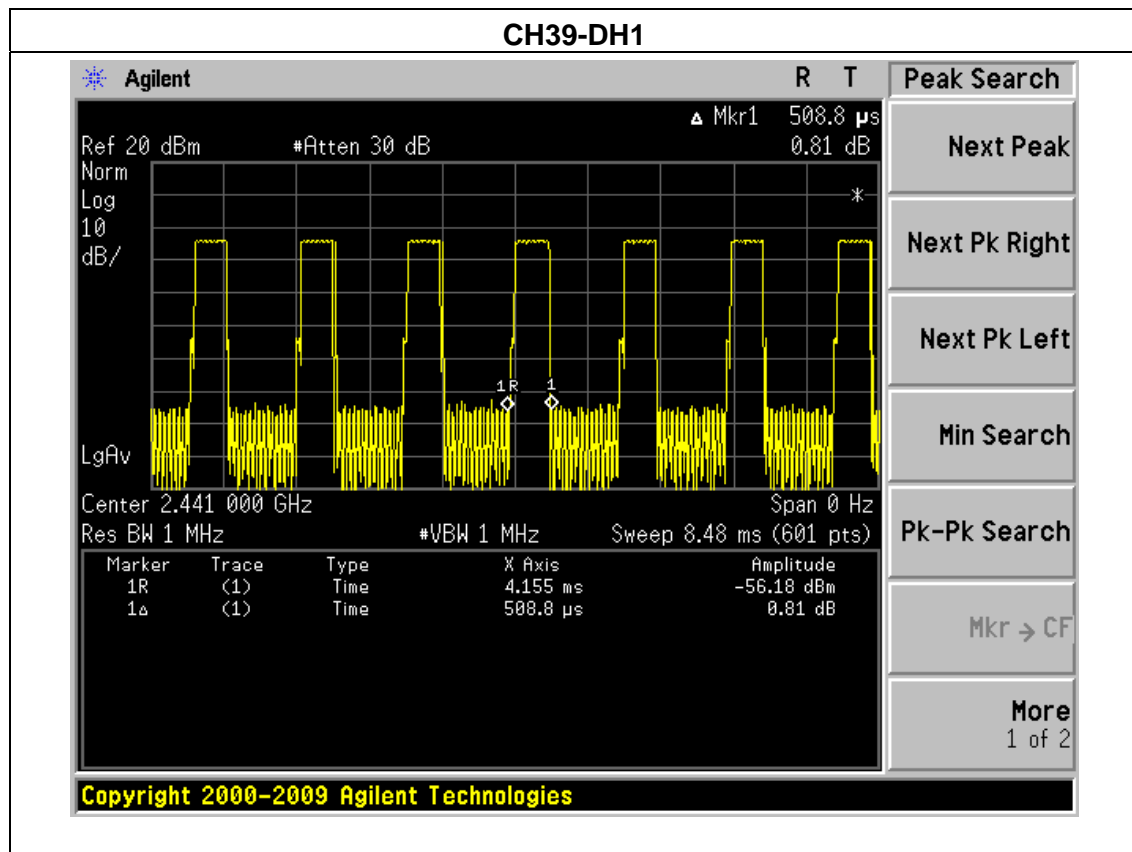 CH39-DH1
Agilent R T Peak Search
Δ Mkr1 508.8 µs
Ref 20 dBm #Atten 30 dB 0.81 dB
Norm
Log
10
dB/
1R 1
LgAv
Center 2.441 000 GHz Span 0 Hz
Res BW 1 MHz #VBW 1 MHz Sweep 8.48 ms (601 pts)
Marker Trace Type X Axis Amplitude
1R (1) Time 4.155 ms -56.18 dBm
1Δ (1) Time 508.8 µs 0.81 dB
Next Peak
Next Pk Right
Next Pk Left
Min Search
Pk-Pk Search
Mkr → CF
More
1 of 2
Copyright 2000-2009 Agilent Technologies